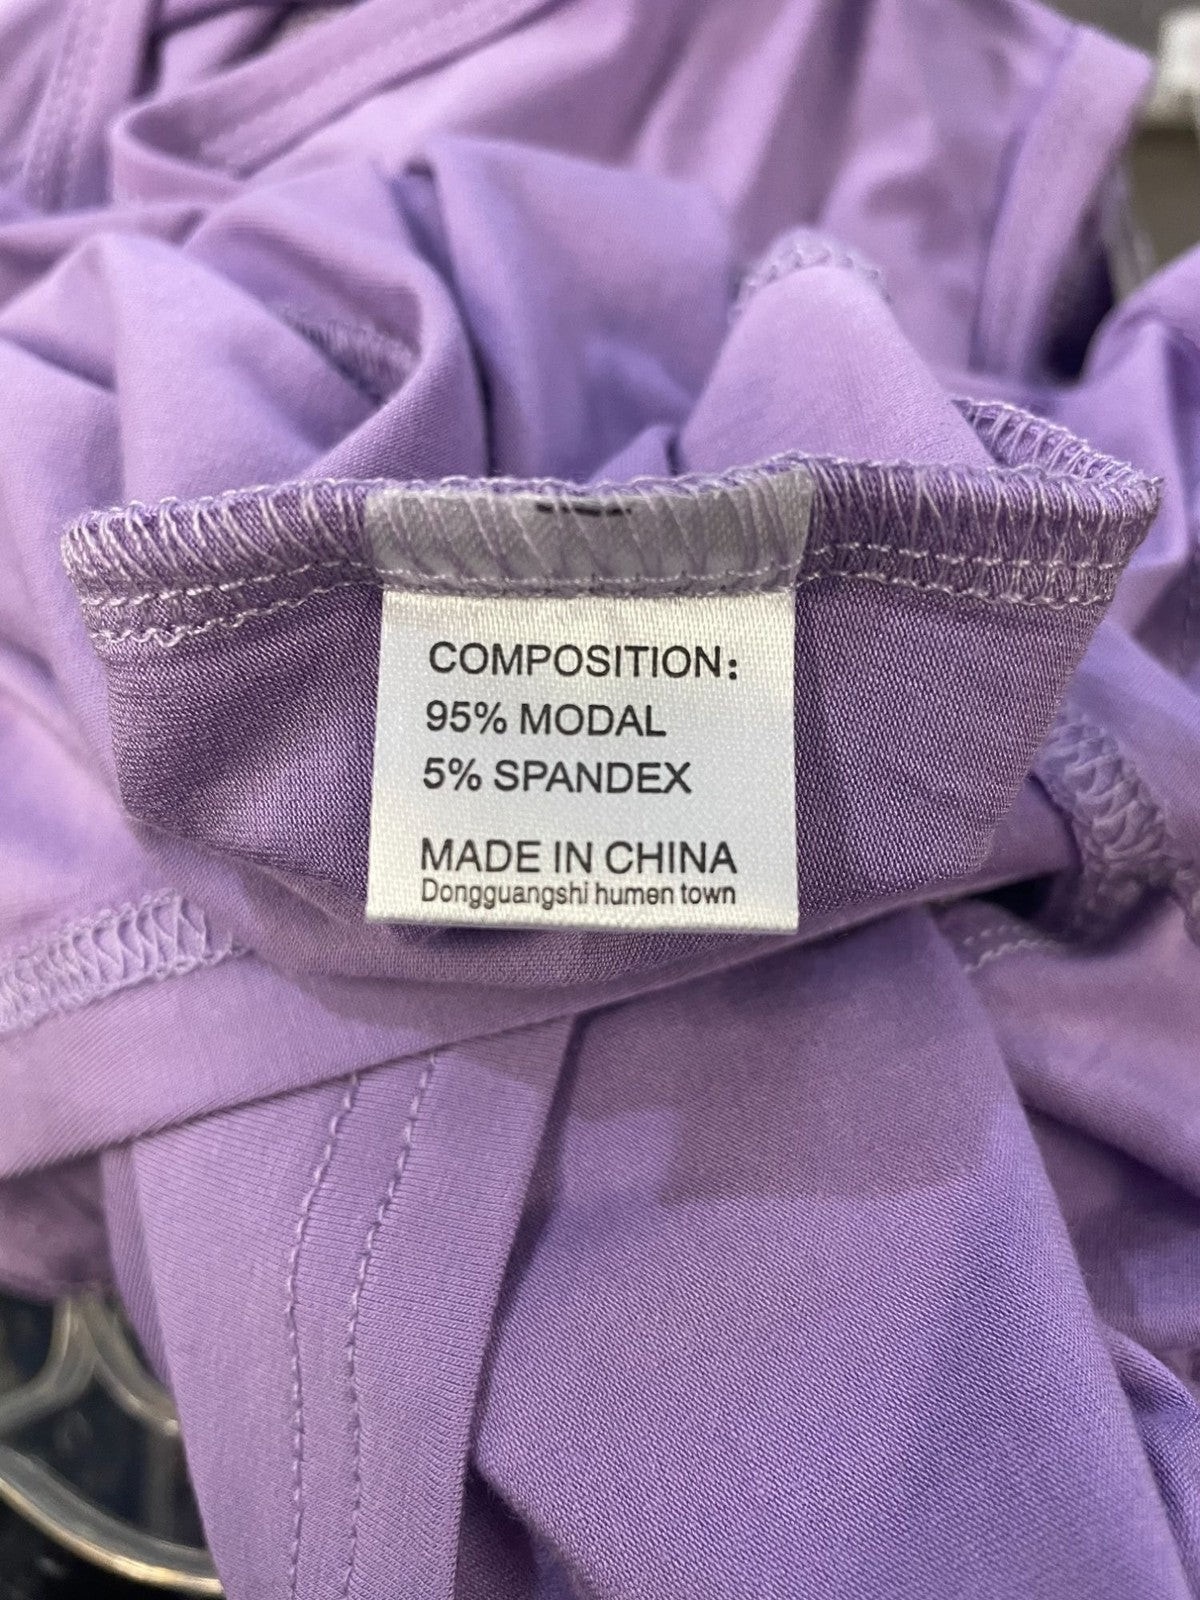 COMPOSITION:
95% MODAL
5% SPANDEX
MADE IN CHINA
Dongguangshi humen town